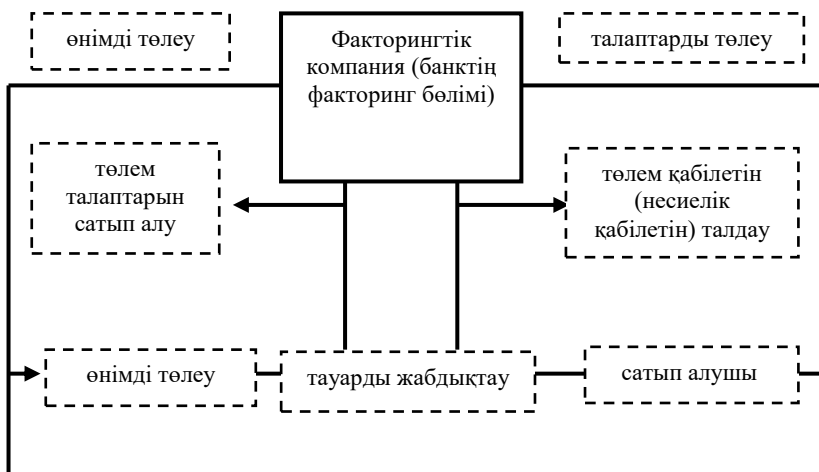 өнімді төлеу
Факторингтік
компания (банктің
факторинг бөлімі)
талаптарды төлеу
төлем
талаптарын
сатып алу
төлем қабілетін
(несиелік
қабілетін) талдау
өнімді төлеу
тауарды жабдықтау
сатып алушы